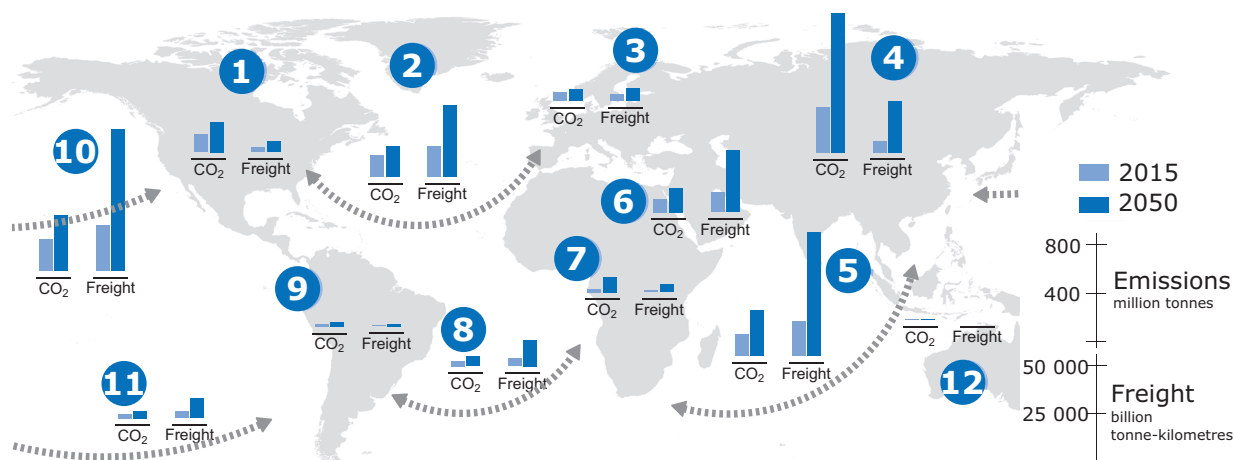 1
2
3
4
5
6
7
8
9
10
11
12
CO2 Freight
CO2 Freight
CO2 Freight
CO2 Freight
CO2 Freight
CO2 Freight
CO2 Freight
CO2 Freight
CO2 Freight
CO2 Freight
CO2 Freight
CO2 Freight
2015
2050
800
400
Emissions
million tonnes
50 000
25 000
Freight
billion
tonne-kilometres